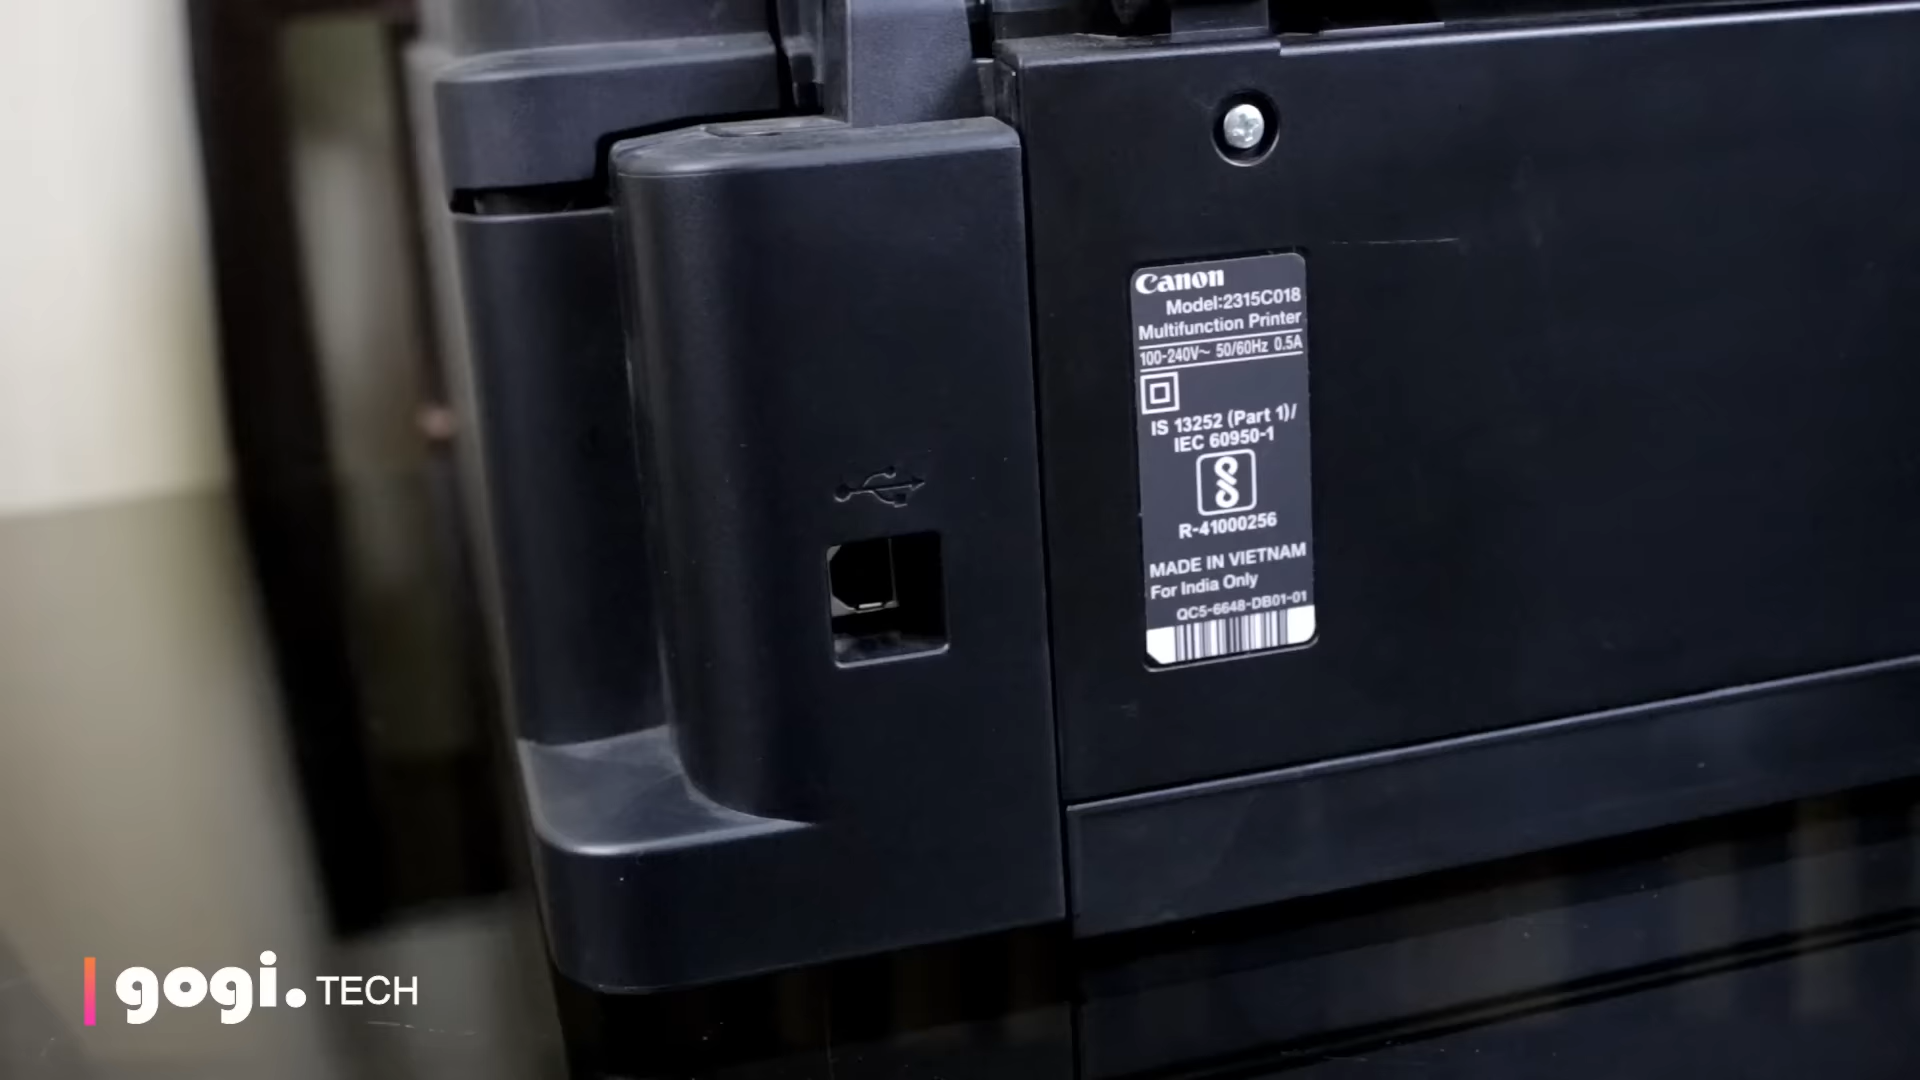 Canon
Model:2315C018
Multifunction Printer
100-240V~ 50/60Hz 0.5A
IS 13252 (Part 1)/
IEC 60950-1
R-41000256
MADE IN VIETNAM
For India Only
QC5-6648-DB01-01
gogi.TECH